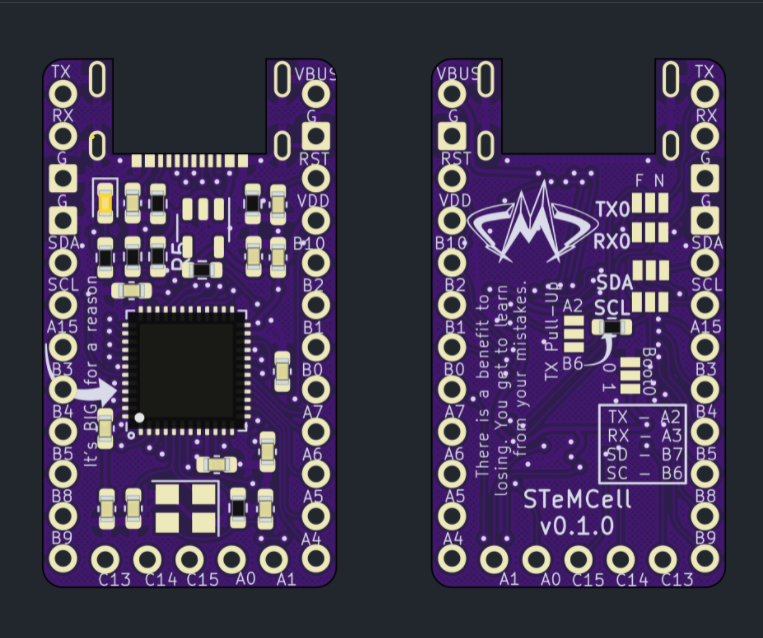 TX
RX
G
G
SDA
SCL
A15
B3
B4
B5
B8
B9
VBUS
G
RST
VDD
B10
B2
B1
B0
A7
A6
A5
A4
C13 C14 C15 A0 A1
R5
It's BIG for a reason
VBUS
G
RST
VDD
B10
B2
B1
B0
A7
A6
A5
A4
TX
RX
G
G
SDA
SCL
A15
B3
B4
B5
B8
B9
F N
TX0
RX0
SDA
SCL
TX Pull-Up
A2
B6
Boot0
0 1
There is a benefit to
losing. You get to learn
from your mistakes.
TX – A2
RX – A3
SD – B7
SC – B6
STeMCell
v0.1.0
A1 A0 C15 C14 C13